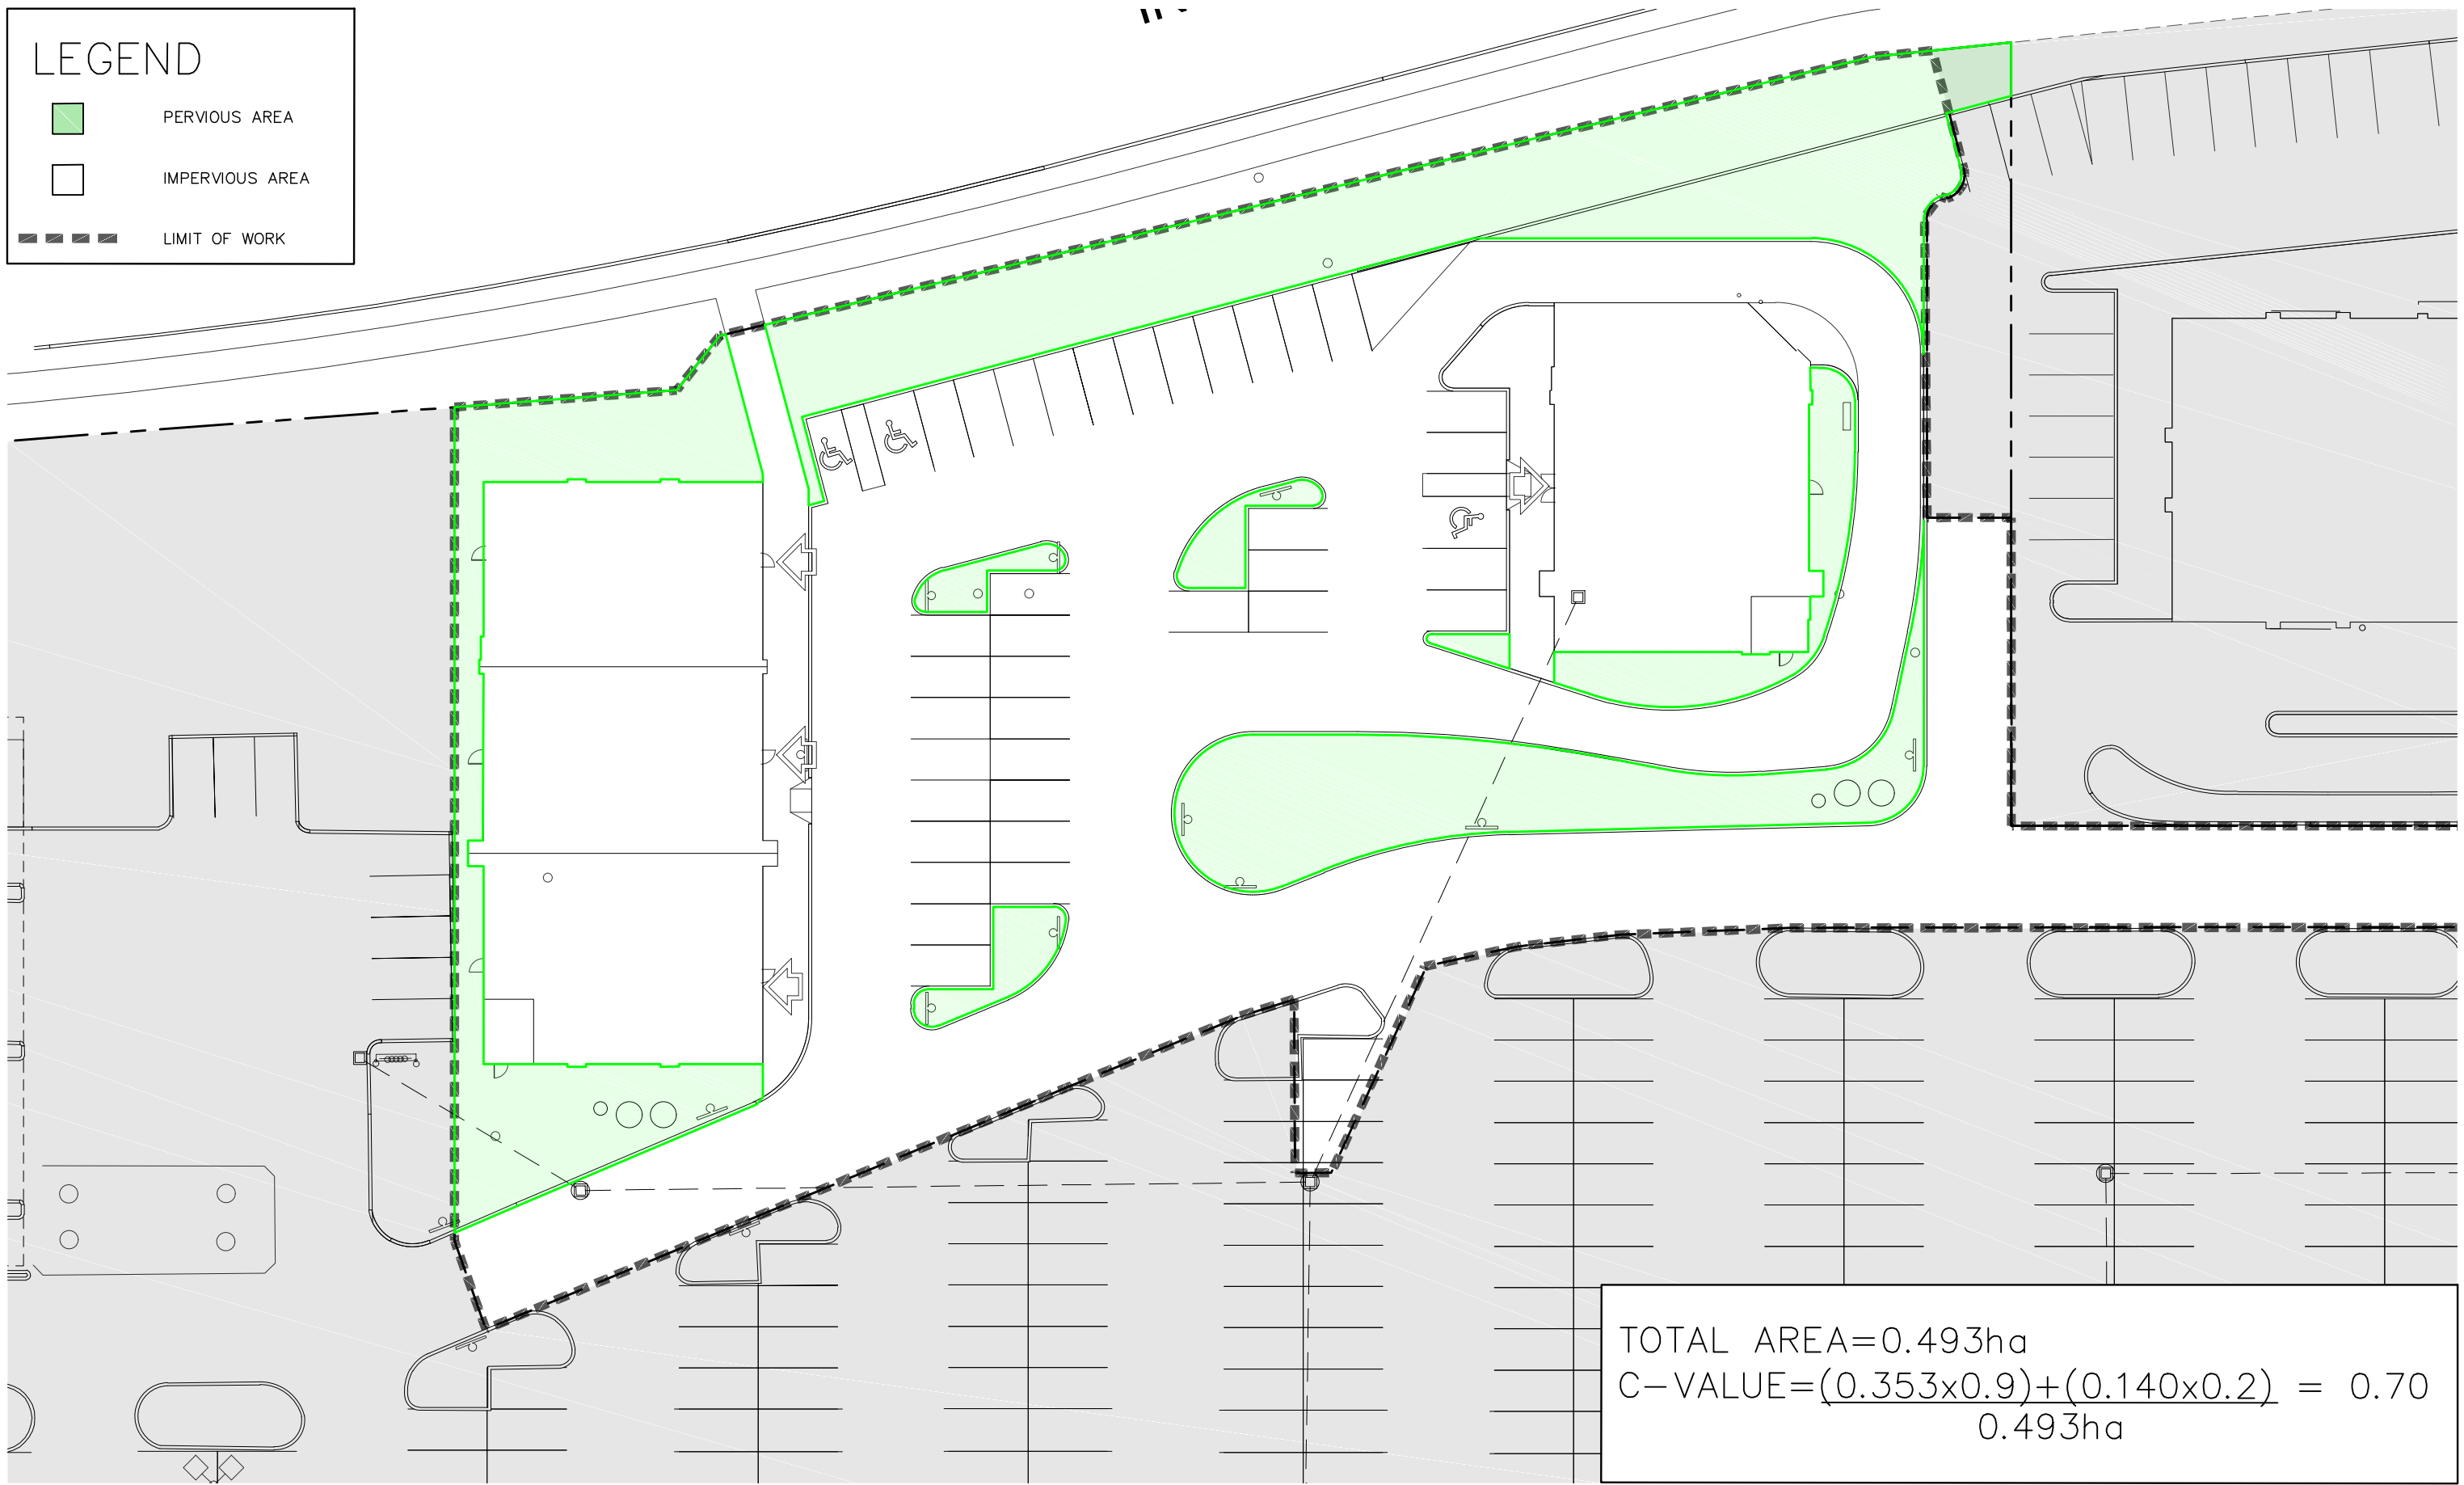 LEGEND
PERVIOUS AREA
IMPERVIOUS AREA
LIMIT OF WORK
TOTAL AREA=0.493ha
C-VALUE=(0.353x0.9)+(0.140x0.2) = 0.70
0.493ha